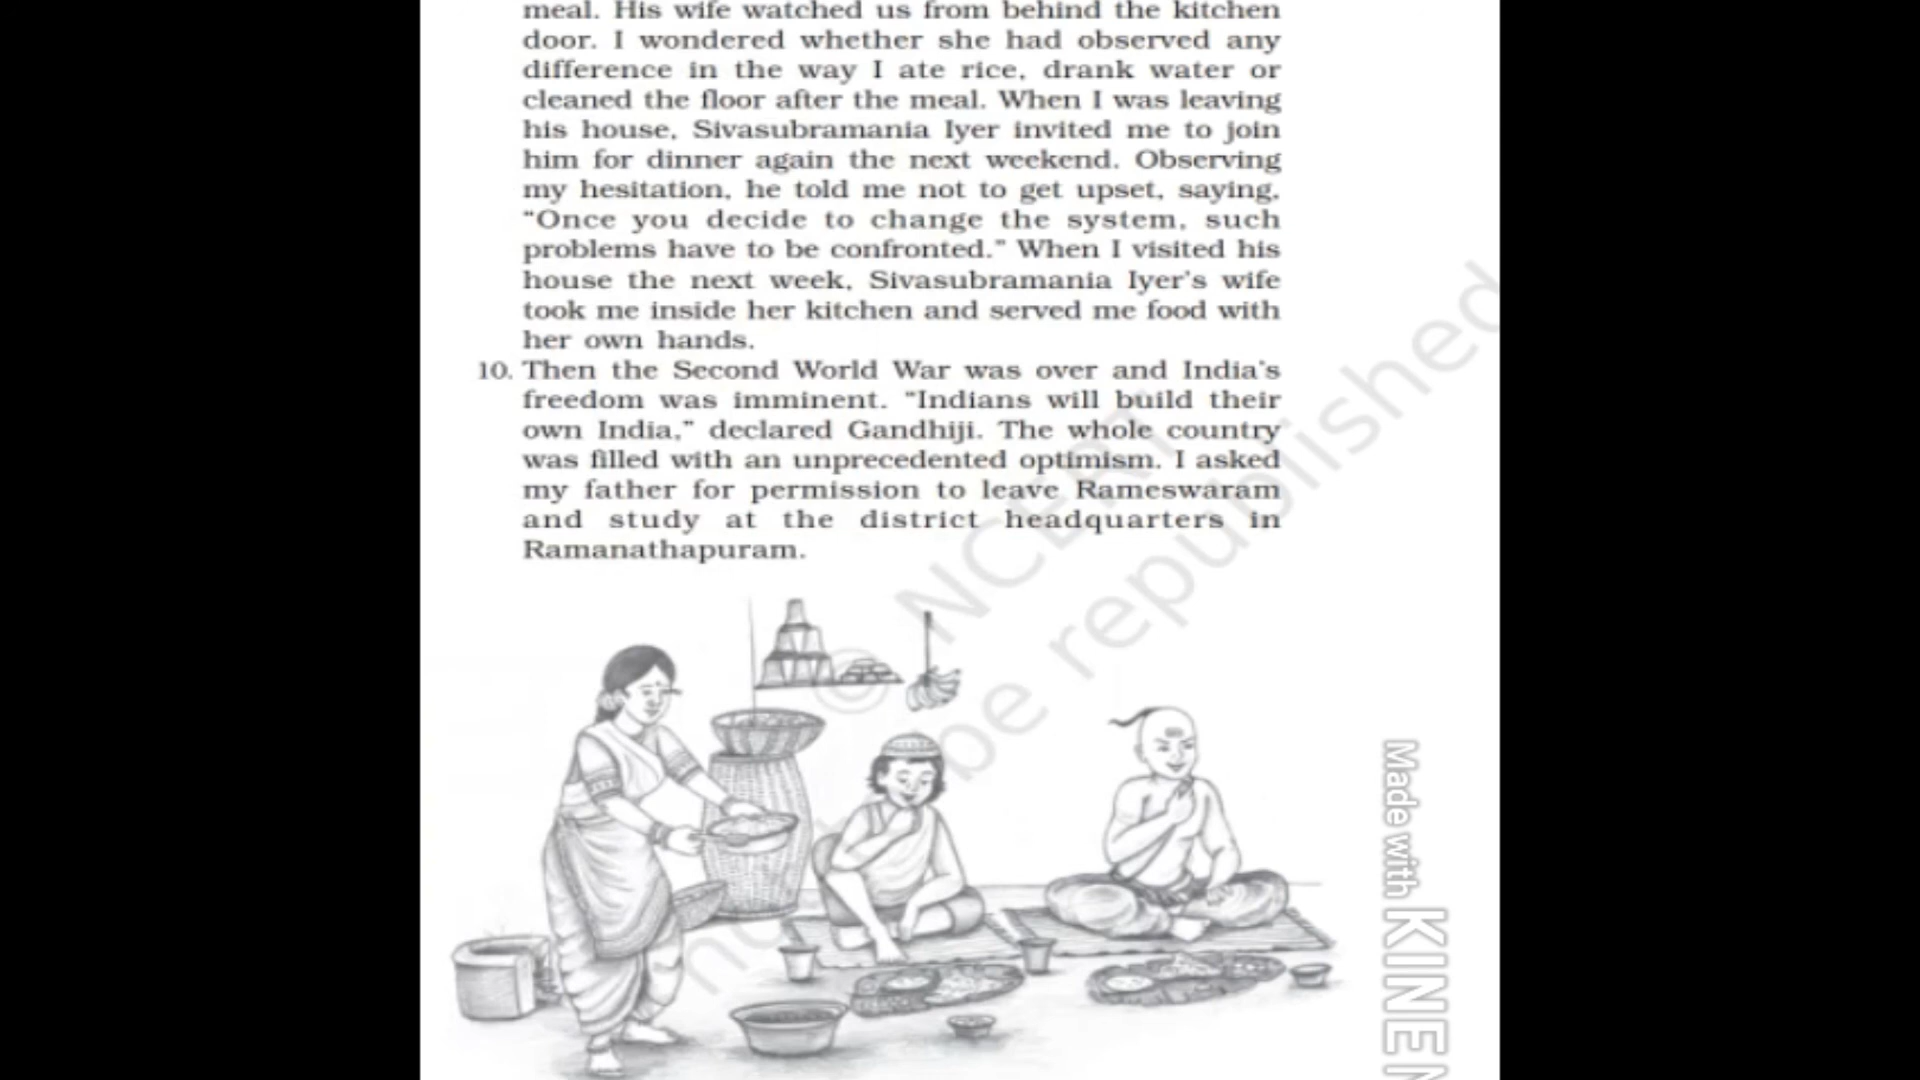 meal. His wife watched us from behind the kitchen
door. I wondered whether she had observed any
difference in the way I ate rice, drank water or
cleaned the floor after the meal. When I was leaving
his house, Sivasubramania Iyer invited me to join
him for dinner again the next weekend. Observing
my hesitation, he told me not to get upset, saying,
“Once you decide to change the system, such
problems have to be confronted.” When I visited his
house the next week, Sivasubramania Iyer’s wife
took me inside her kitchen and served me food with
her own hands.
10. Then the Second World War was over and India’s
freedom was imminent. “Indians will build their
own India,” declared Gandhiji. The whole country
was filled with an unprecedented optimism. I asked
my father for permission to leave Rameswaram
and study at the district headquarters in
Ramanathapuram.
© NCERT
be republished
Made with KINE